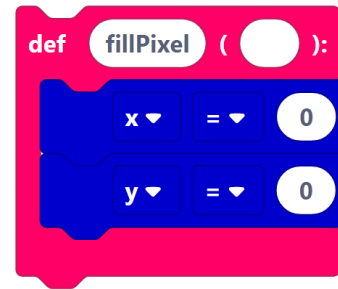 def fillPixel ( ):
x = 0
y = 0